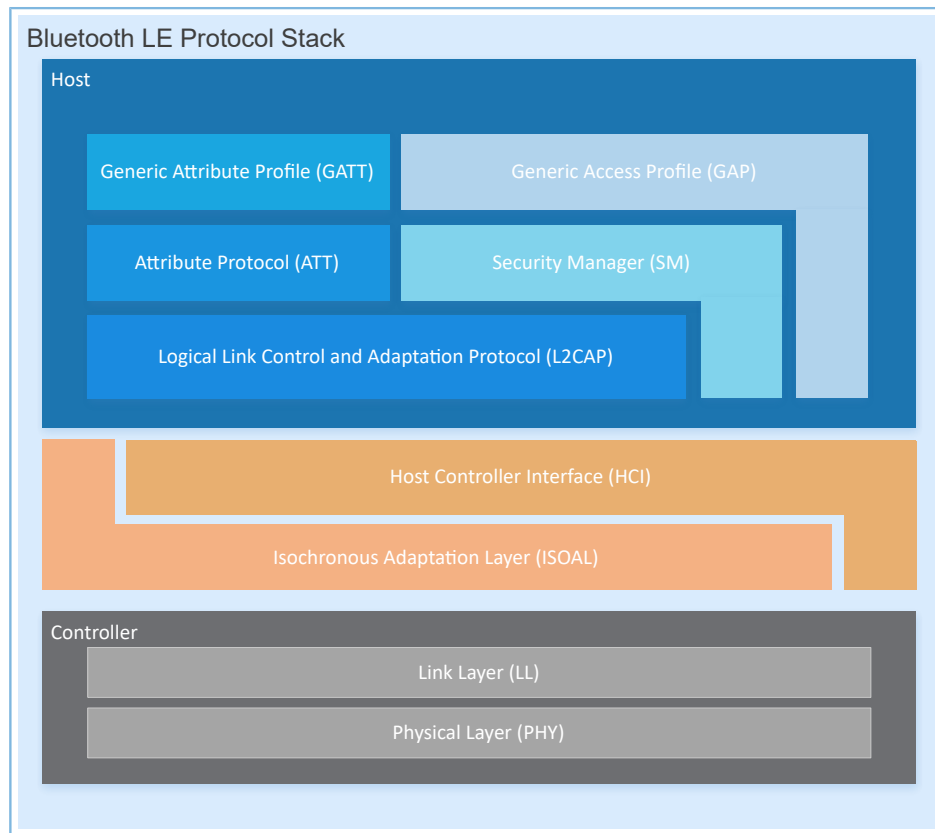 Bluetooth LE Protocol Stack
Host
Generic Attribute Profile (GATT)
Generic Access Profile (GAP)
Attribute Protocol (ATT)
Security Manager (SM)
Logical Link Control and Adaptation Protocol (L2CAP)
Host Controller Interface (HCI)
Isochronous Adaptation Layer (ISOAL)
Controller
Link Layer (LL)
Physical Layer (PHY)